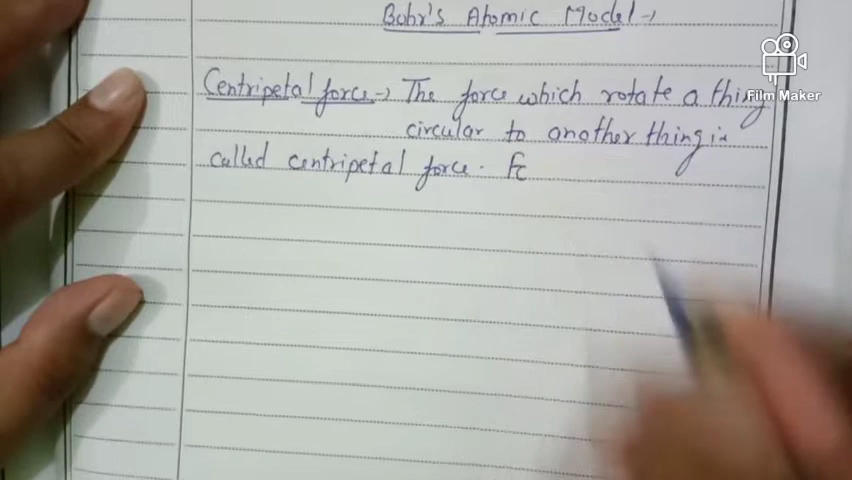 Bohr's Atomic Model →
Centripetal force → The force which rotate a thing
circular to another thing is
called centripetal force. Fc
Film Maker